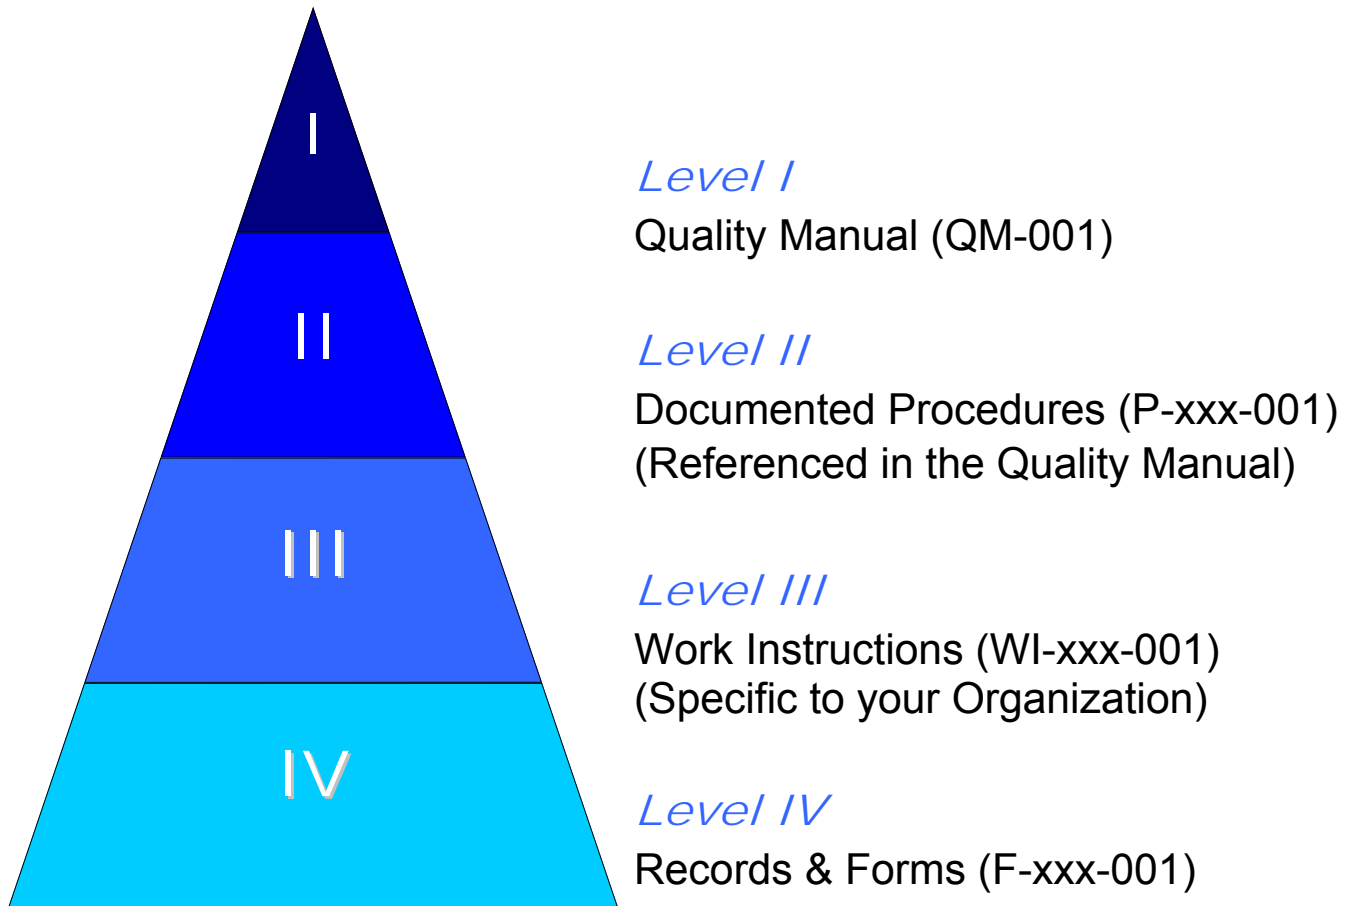 I
Level I
Quality Manual (QM-001)
II
Level II
Documented Procedures (P-xxx-001)
(Referenced in the Quality Manual)
III
Level III
Work Instructions (WI-xxx-001)
(Specific to your Organization)
IV
Level IV
Records & Forms (F-xxx-001)